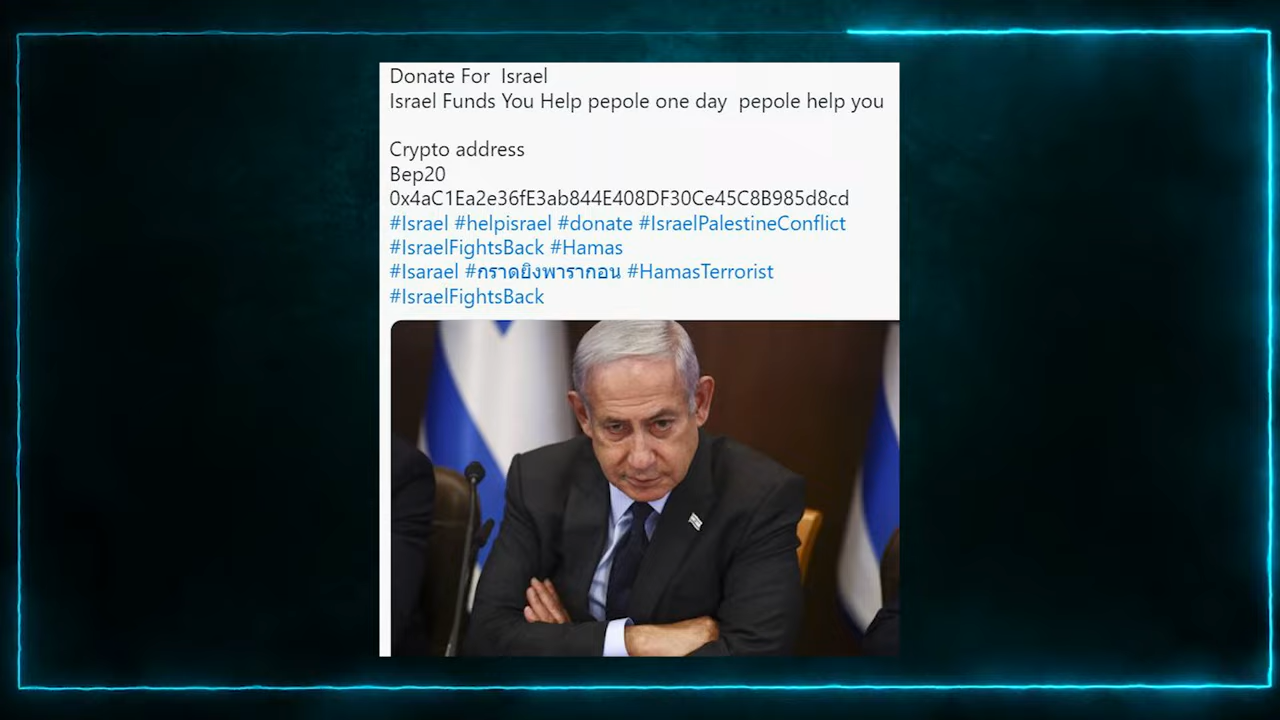 Donate For  Israel
Israel Funds You Help pepole one day  pepole help you
Crypto address
Bep20
0x4aC1Ea2e36fE3ab844E408DF30Ce45C8B985d8cd
#Israel #helpisrael #donate #IsraelPalestineConflict
#IsraelFightsBack #Hamas
#Isarael #กราดยิงพารากอน #HamasTerrorist
#IsraelFightsBack